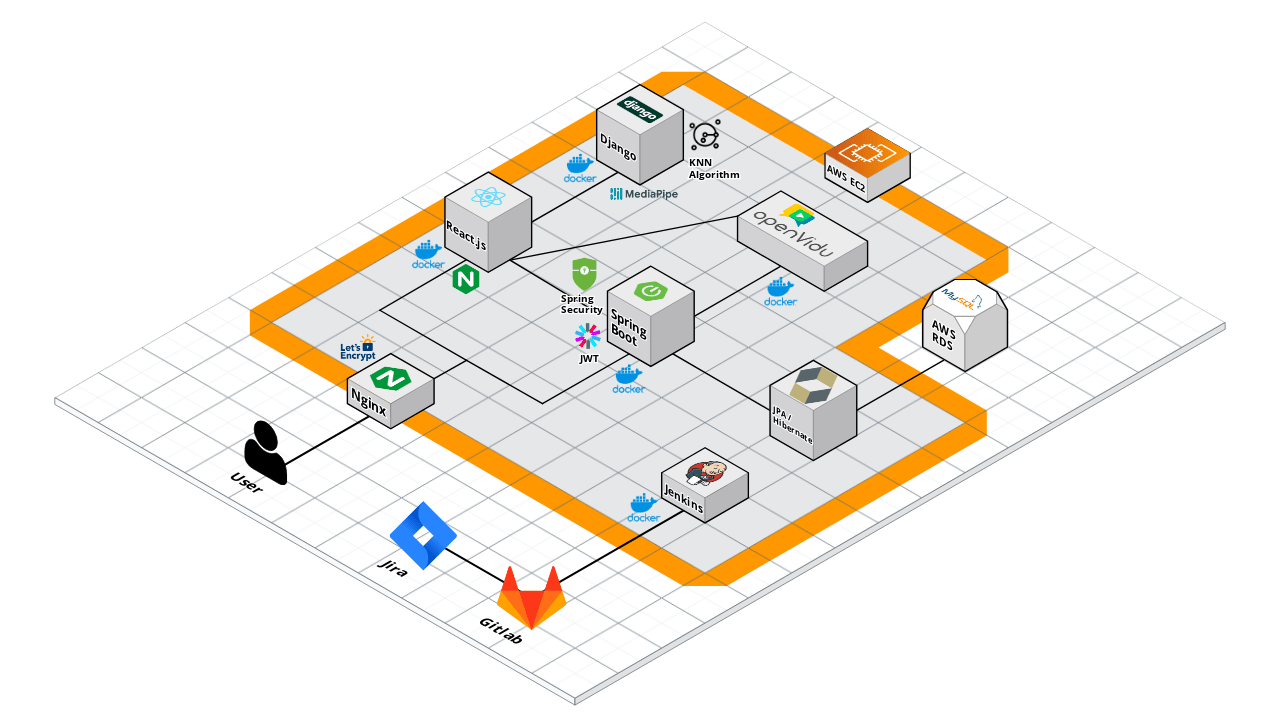 django
Django
KNN
Algorithm
docker
MediaPipe
AWS EC2
React.js
docker
openVidu
docker
Spring
Security
Spring
Boot
JWT
docker
MySQL
AWS
RDS
Let's
Encrypt
Nginx
JPA /
Hibernate
User
Jenkins
docker
Jira
Gitlab